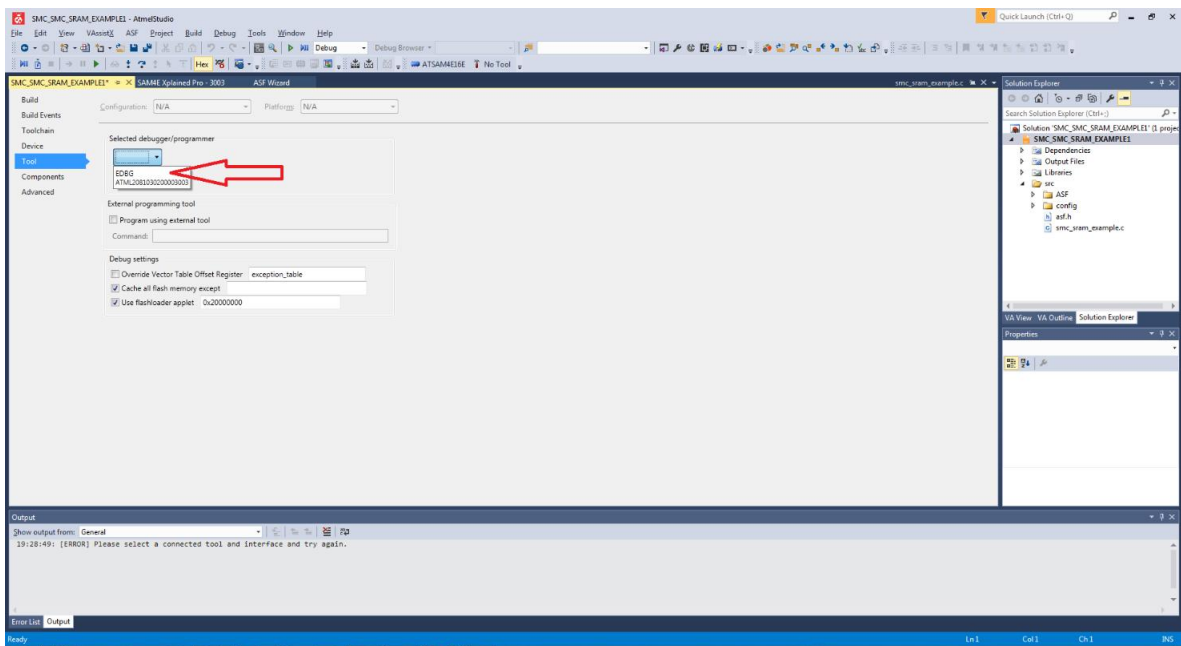 SMC_SMC_SRAM_EXAMPLE1 - AtmelStudio
Quick Launch (Ctrl+Q)
File Edit View VAssistX ASF Project Build Debug Tools Window Help
Debug Debug Browser
Hex ATSAM4E16E No Tool
SMC_SMC_SRAM_EXAMPLE1* SAM4E Xplained Pro - 3003 ASF Wizard smc_sram_example.c
Build
Build Events
Toolchain
Device
Tool
Components
Advanced
Configuration: N/A Platform: N/A
Selected debugger/programmer
EDBG
ATML2081030200003003
External programming tool
Program using external tool
Command:
Debug settings
Override Vector Table Offset Register exception_table
Cache all flash memory except
Use flashloader applet 0x20000000
Solution Explorer
Search Solution Explorer (Ctrl+;)
Solution 'SMC_SMC_SRAM_EXAMPLE1' (1 projec
SMC_SMC_SRAM_EXAMPLE1
Dependencies
Output Files
Libraries
src
ASF
config
asf.h
smc_sram_example.c
VA View VA Outline Solution Explorer
Properties
Output
Show output from: General
19:28:49: [ERROR] Please select a connected tool and interface and try again.
Error List Output
Ready Ln 1 Col 1 Ch 1 INS